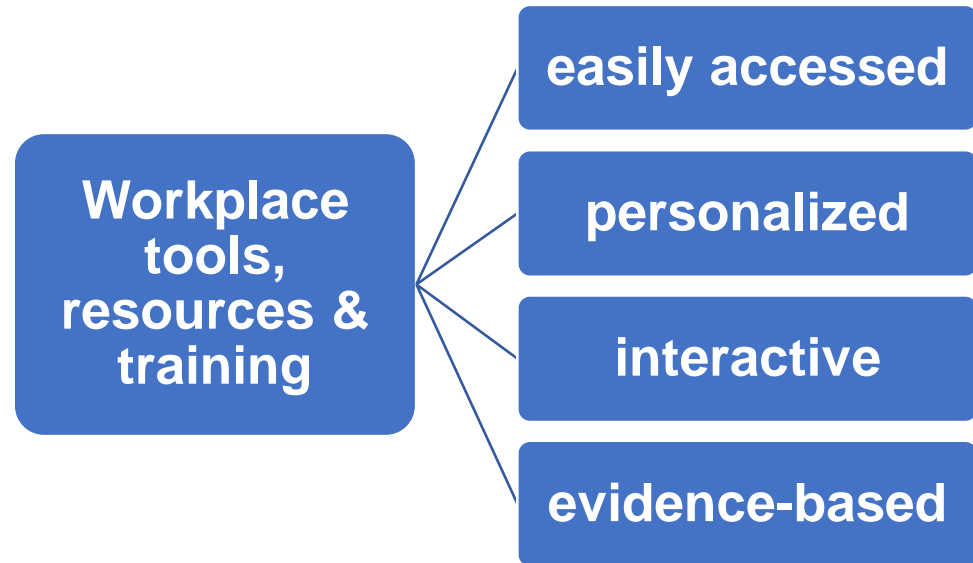 Workplace
tools,
resources &
training
easily accessed
personalized
interactive
evidence-based